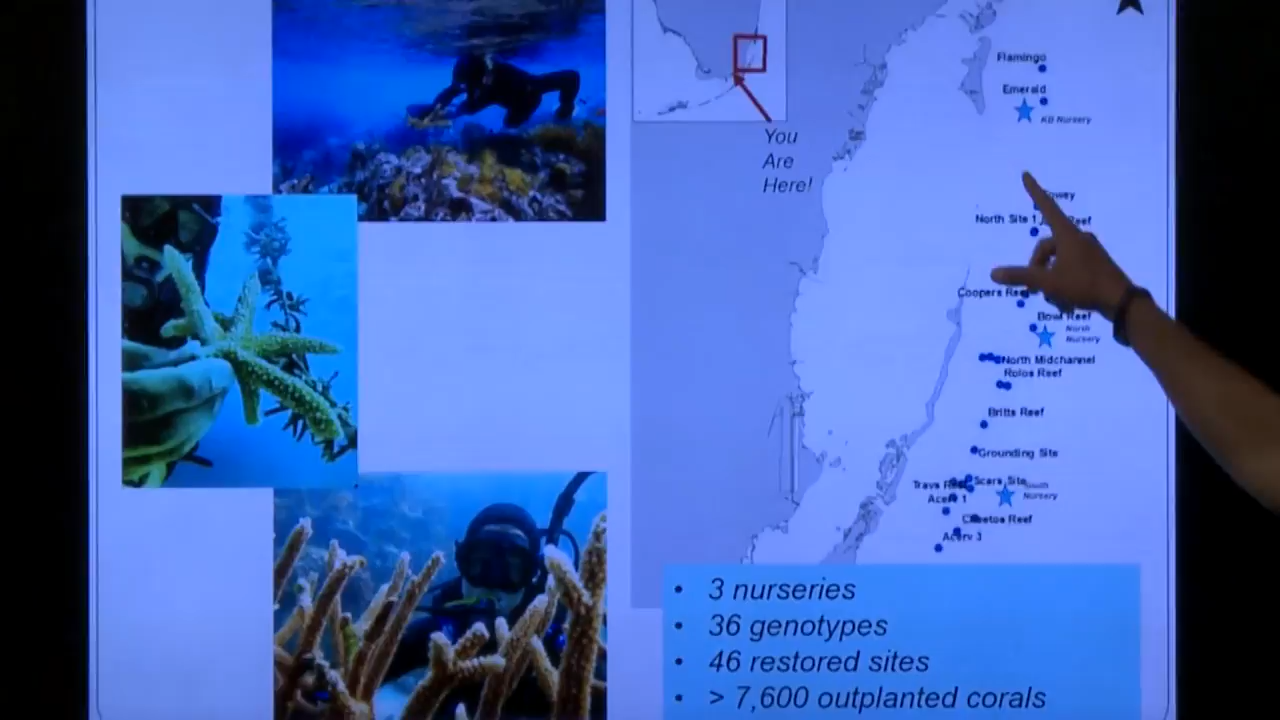 Flamingo
Emerald
KB Nursery
You
Are
Here!
North Site 1
Reef
Coopers
Bowl Reef
North
Nursery
North Midchannel
Rolos Reef
Britts Reef
Grounding Site
Scars Site
South
Nursery
Acerv 1
Cheetos Reef
Acerv 3
• 3 nurseries
• 36 genotypes
• 46 restored sites
• > 7,600 outplanted corals